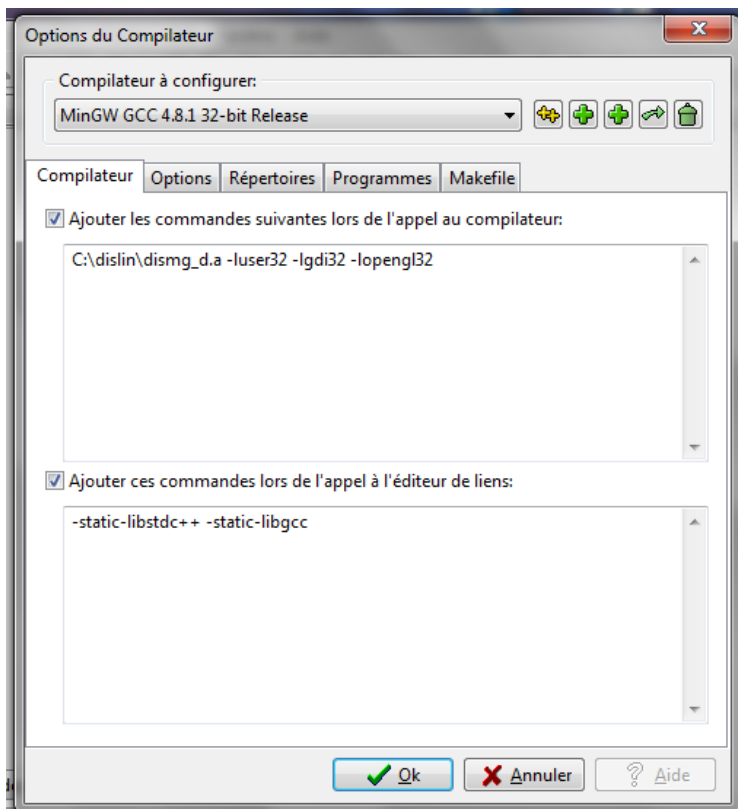 Options du Compilateur
Compilateur à configurer:
MinGW GCC 4.8.1 32-bit Release
Compilateur Options Répertoires Programmes Makefile
Ajouter les commandes suivantes lors de l'appel au compilateur:
C:\dislin\dismg_d.a -luser32 -lgdi32 -lopengl32
Ajouter ces commandes lors de l'appel à l'éditeur de liens:
-static-libstdc++ -static-libgcc
Ok Annuler Aide